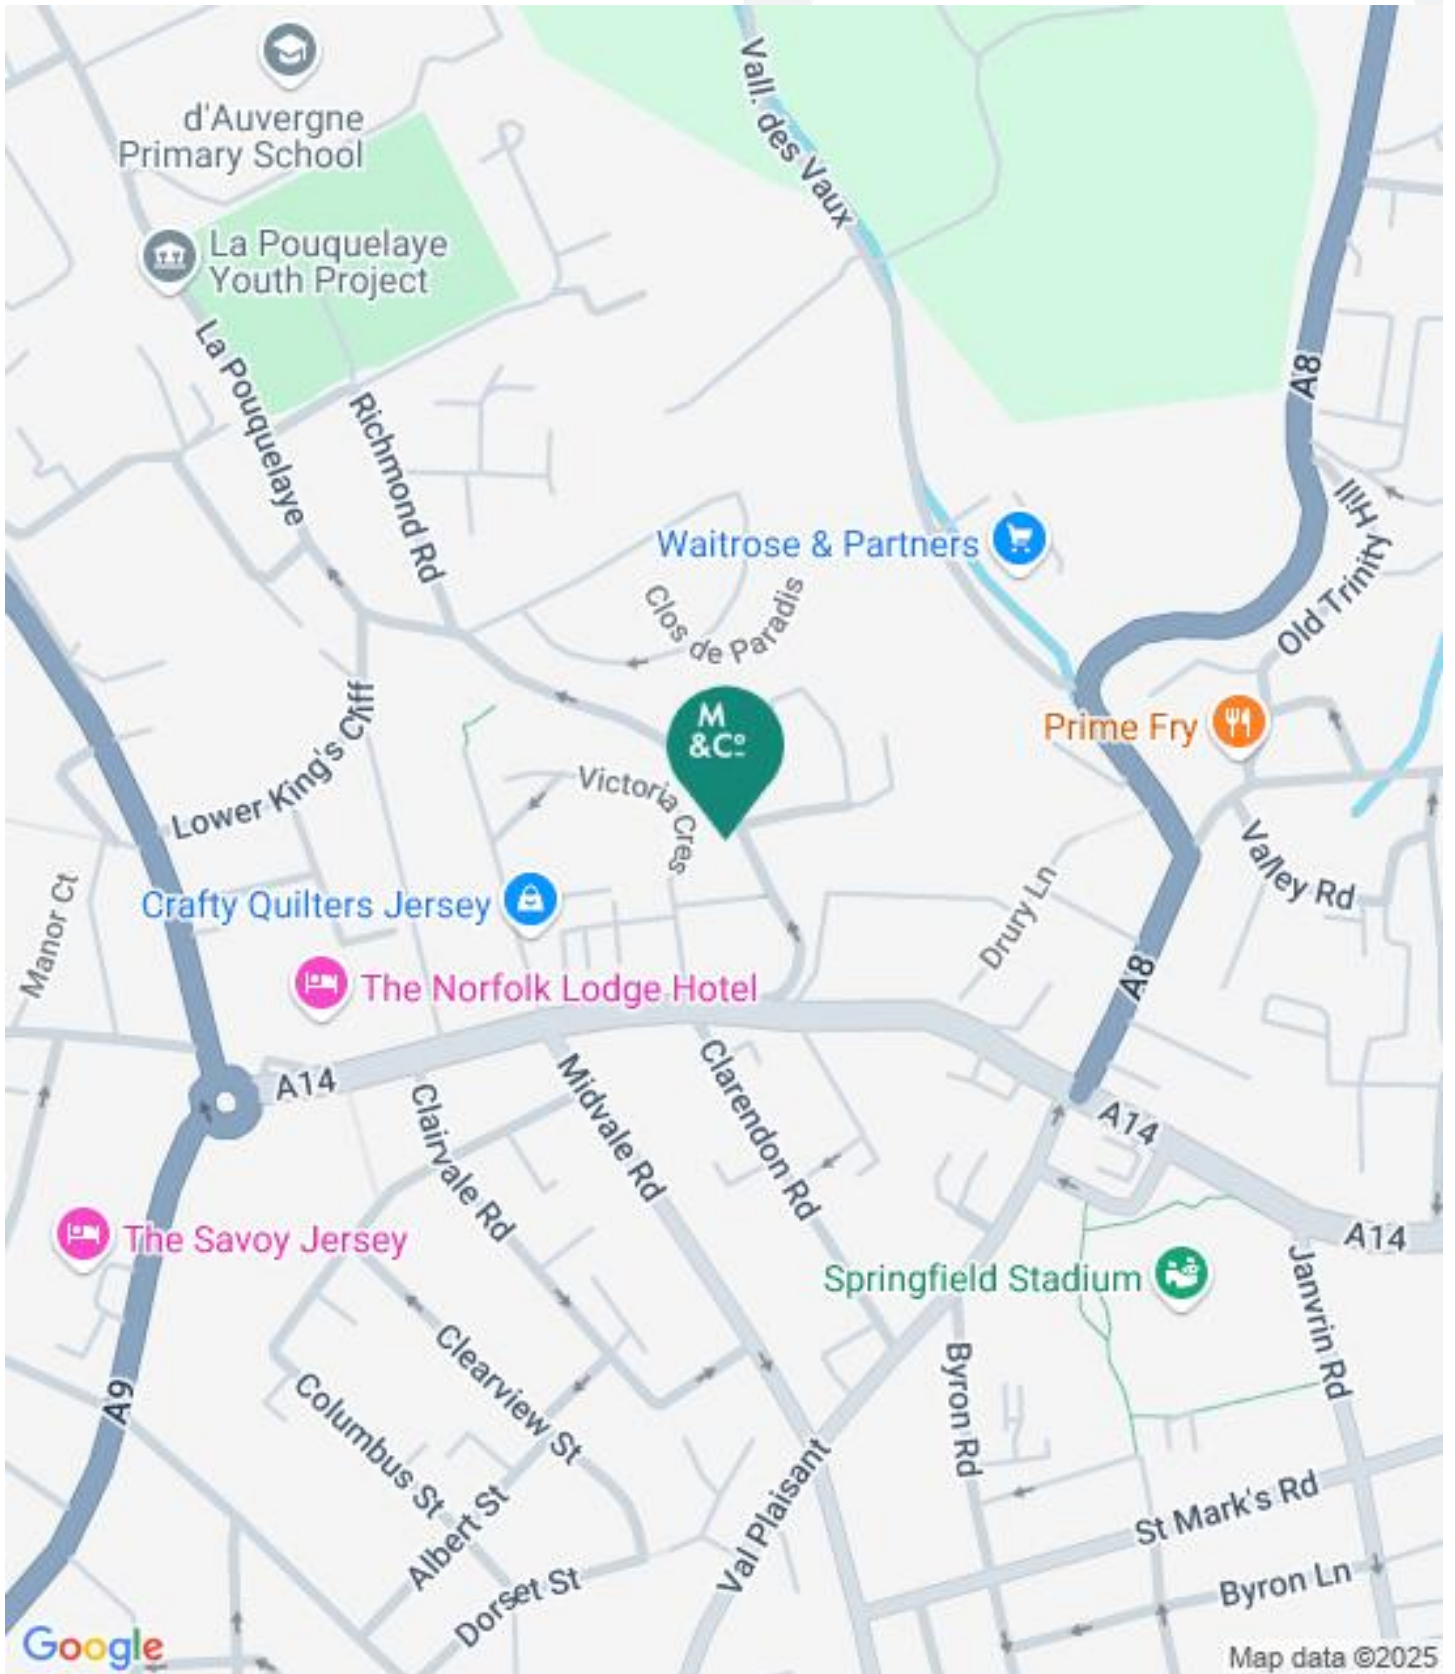 d'Auvergne
Primary School
Vall. des Vaux
La Pouquelaye
Youth Project
La Pouquelaye
Richmond Rd
A8
Old Trinity Hill
Waitrose & Partners
Clos de Paradis
Lower King's Cliff
M
&Cº
Prime Fry
Victoria Cres
Valley Rd
Crafty Quilters Jersey
Manor Ct
Drury Ln
The Norfolk Lodge Hotel
A8
A14
Clairvale Rd
Midvale Rd
Clarendon Rd
A14
The Savoy Jersey
A14
Springfield Stadium
Janvrin Rd
A9
Clearview St
Columbus St
Byron Rd
Albert St
Val Plaisant
St Mark's Rd
Dorset St
Byron Ln
Google
Map data ©2025